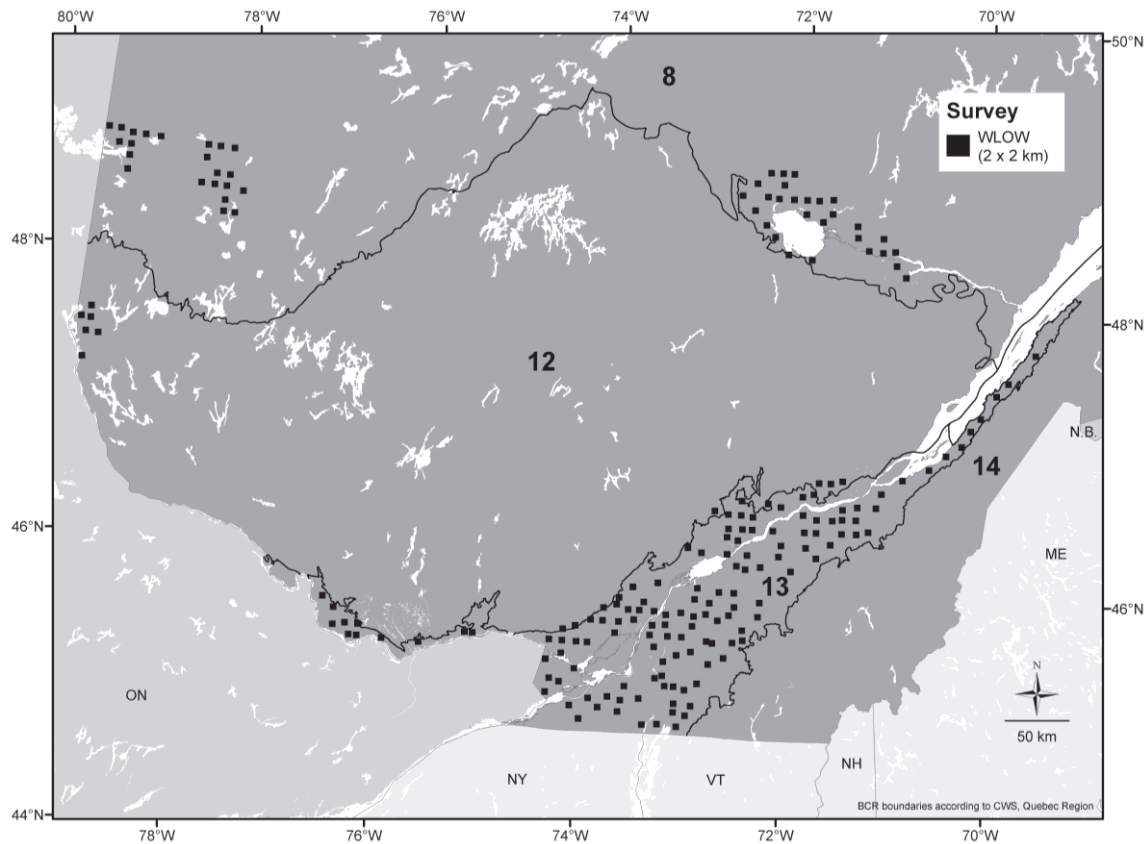 80°W 78°W 76°W 74°W 72°W 70°W
50°N
8
Survey
WLOW
(2 x 2 km)
48°N
48°N
12
N.B.
14
46°N
ME
13
46°N
N
ON
50 km
NH
NY
VT
BCR boundaries according to CWS, Quebec Region
44°N
78°W 76°W 74°W 72°W 70°W